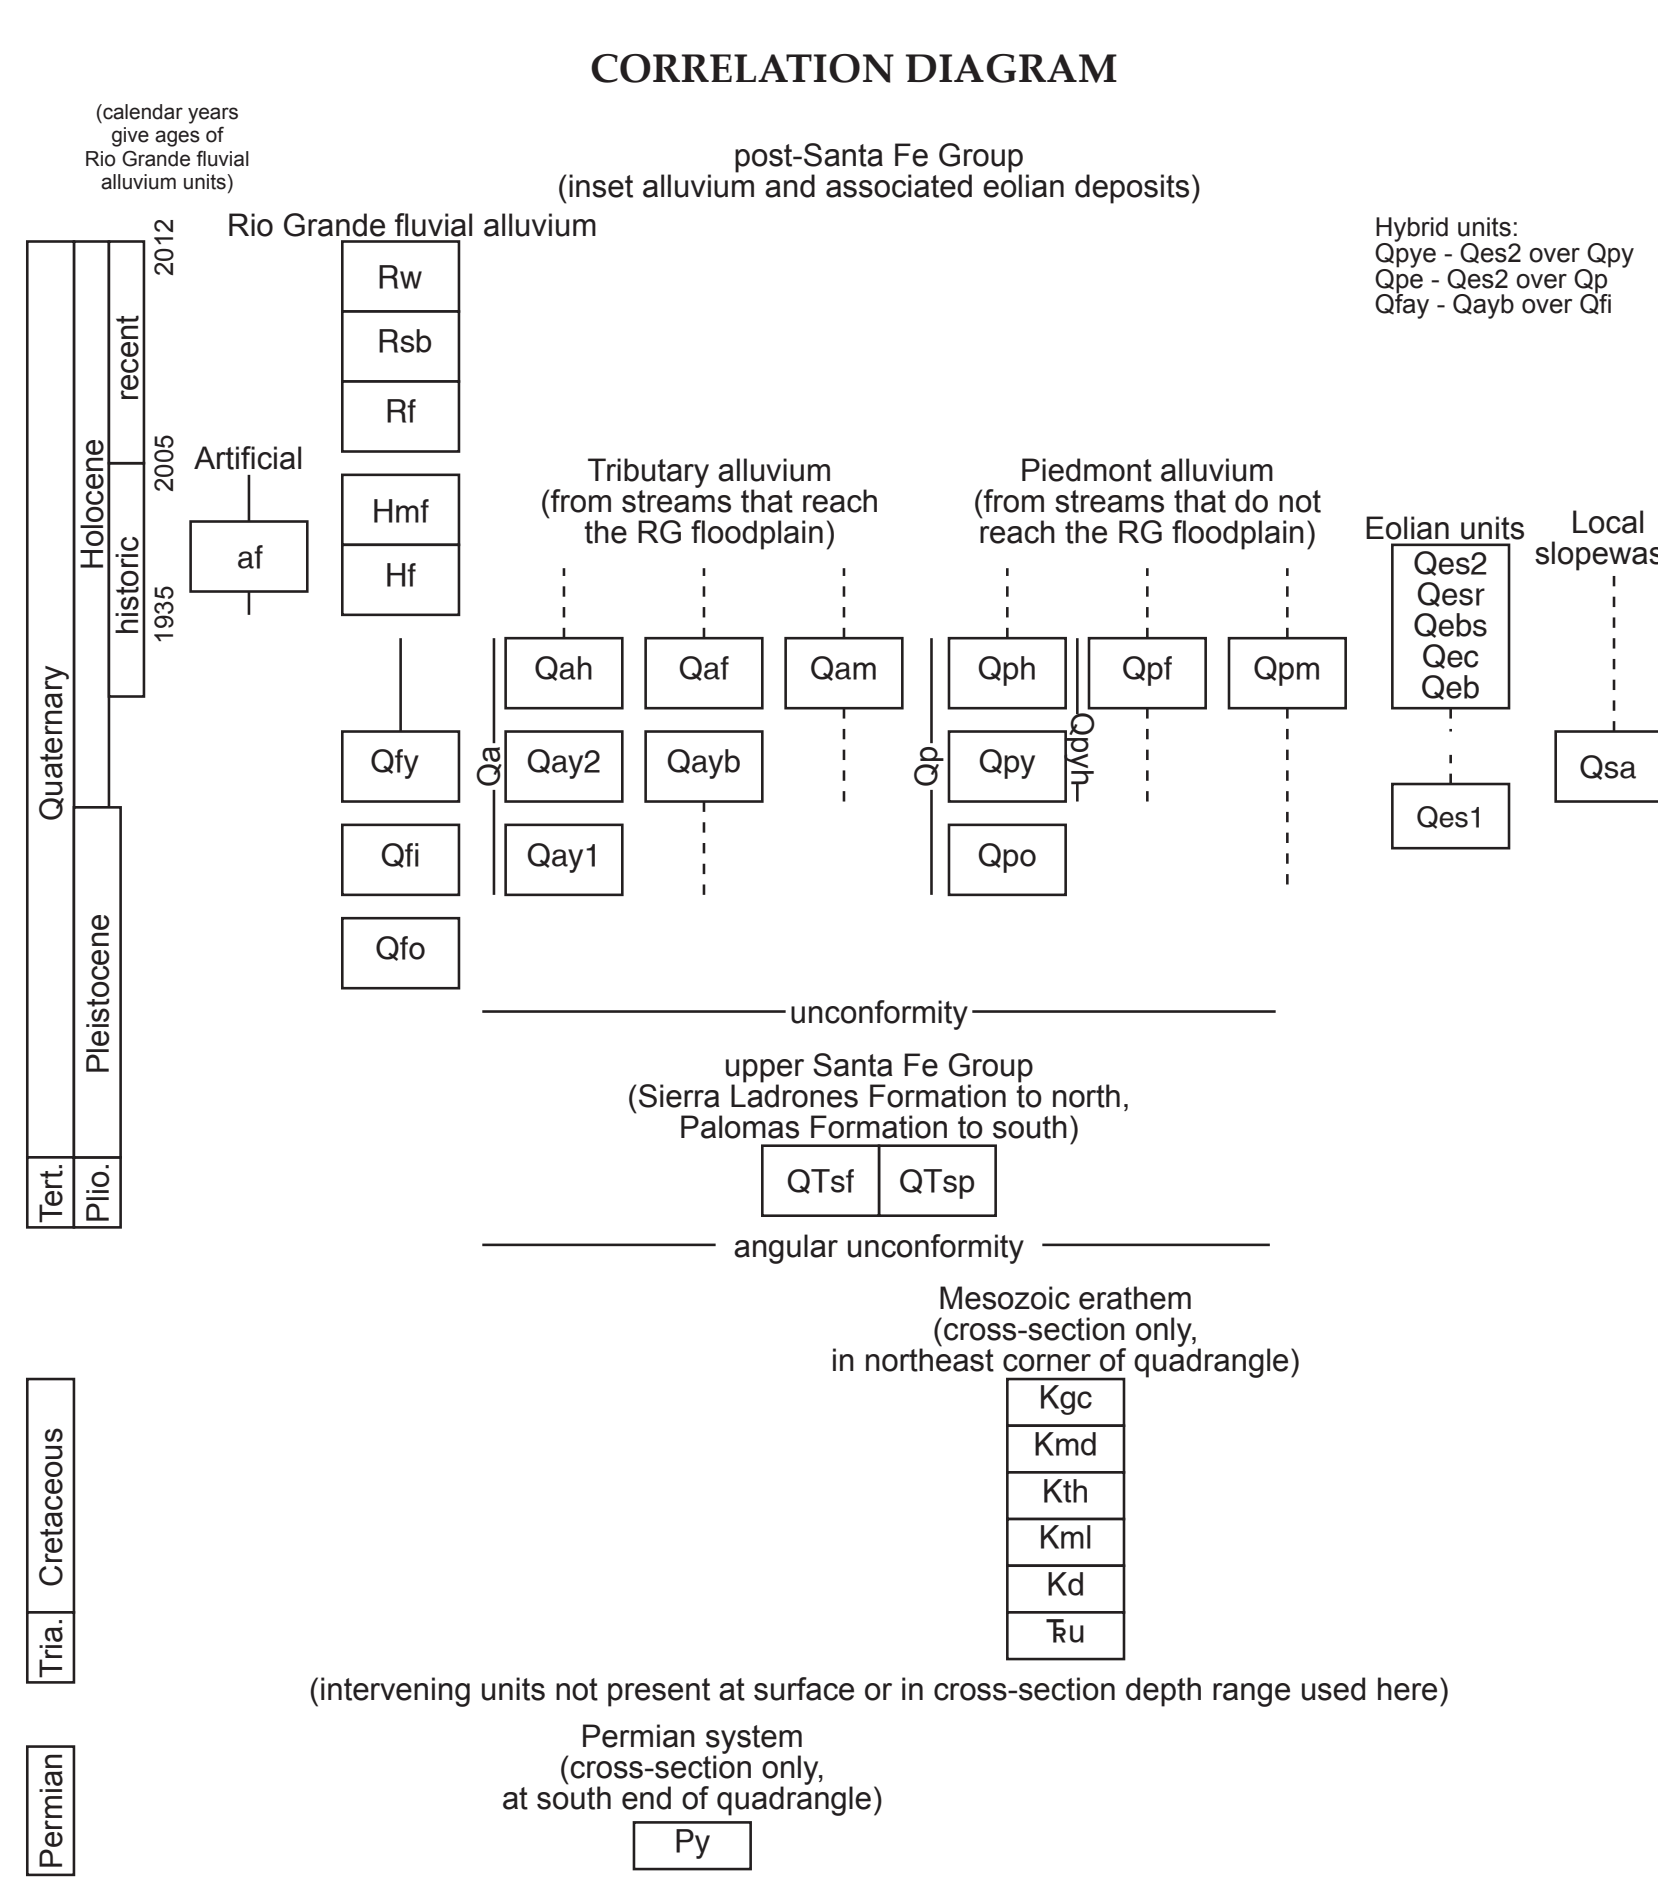 CORRELATION DIAGRAM
(calendar years
give ages of
Rio Grande fluvial
alluvium units)
post-Santa Fe Group
(inset alluvium and associated eolian deposits)
Rio Grande fluvial alluvium
Hybrid units:
Qpye - Qes2 over Qpy
Qpe - Qes2 over Qp
Qfay - Qayb over Qfi
2012
2005
1935
recent
historic
Holocene
Pleistocene
Plio.
Quaternary
Tert.
Artificial
af
Rw
Rsb
Rf
Hmf
Hf
Qfy
Qfi
Qfo
Tributary alluvium
(from streams that reach
the RG floodplain)
Qa
Qah
Qaf
Qam
Qay2
Qayb
Qay1
Piedmont alluvium
(from streams that do not
reach the RG floodplain)
Qp
Qph
Qpyh
Qpf
Qpm
Qpy
Qpo
Eolian units
Qes2
Qesr
Qebs
Qec
Qeb
Qes1
Local
slopewas
Qsa
unconformity
upper Santa Fe Group
(Sierra Ladrones Formation to north,
Palomas Formation to south)
QTsf
QTsp
angular unconformity
Mesozoic erathem
(cross-section only,
in northeast corner of quadrangle)
Cretaceous
Tria.
Kgc
Kmd
Kth
Kml
Kd
TRu
(intervening units not present at surface or in cross-section depth range used here)
Permian system
(cross-section only,
at south end of quadrangle)
Permian
Py